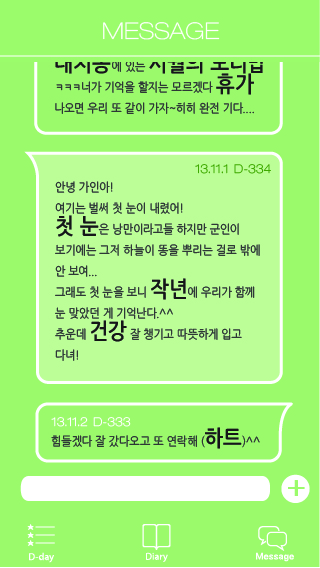 MESSAGE
에 있는
ㅋㅋㅋ너가 기억을 할지는 모르겠다 휴가
나오면 우리 또 같이 가자~히히 완전 기다....
13.11.1 D-334
안녕 가인아!
여기는 벌써 첫 눈이 내렸어!
첫 눈은 낭만이라고들 하지만 군인이
보기에는 그저 하늘이 똥을 뿌리는 걸로 밖에
안 보여...
그래도 첫 눈을 보니 작년에 우리가 함께
눈 맞았던 게 기억난다.^^
추운데 건강 잘 챙기고 따뜻하게 입고
다녀!
13.11.2 D-333
힘들겠다 잘 갔다오고 또 연락해 (하트)^^
D-day
Diary
Message